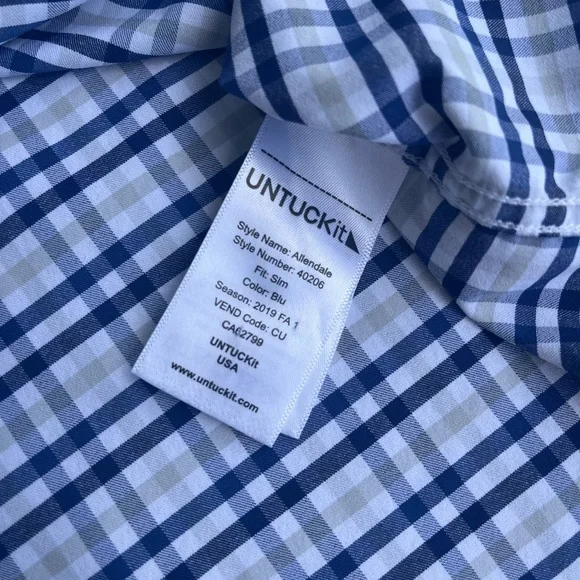 UNTUCKit
Style Name: Allendale
Style Number: 40206
Fit: Slm
Color: Blu
Season: 2019 FA 1
VEND Code: CU
CA62799
UNTUCKit
USA
www.untuckit.com